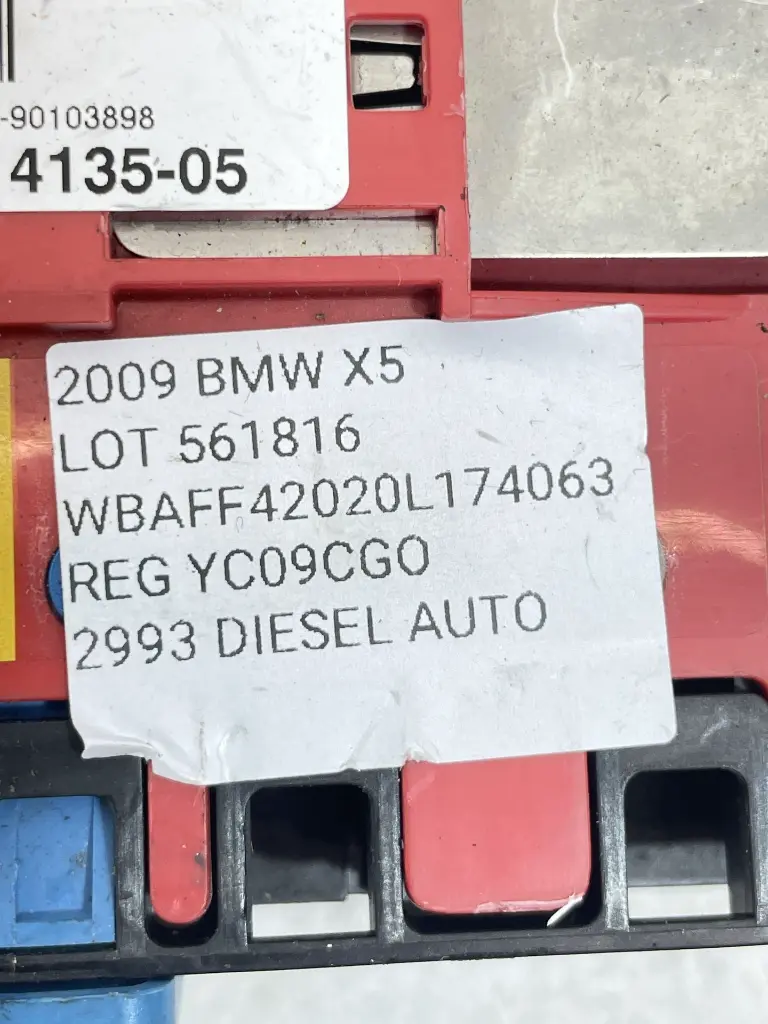 -90103898
4135-05
2009 BMW X5
LOT 561816
WBAFF42020L174063
REG YC09CGO
2993 DIESEL AUTO